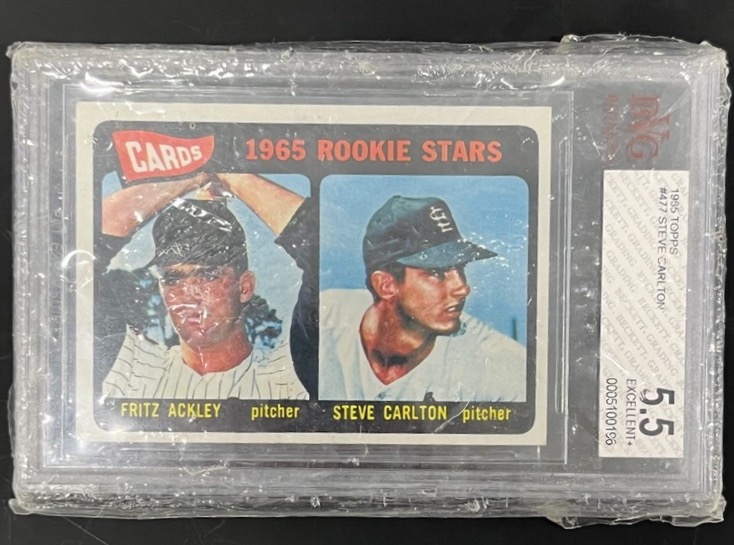 CARDS
1965 ROOKIE STARS
FRITZ ACKLEY pitcher STEVE CARLTON pitcher
BVG
1965 TOPPS
#477 STEVE CARLTON
5.5
EXCELLENT+
0005100196